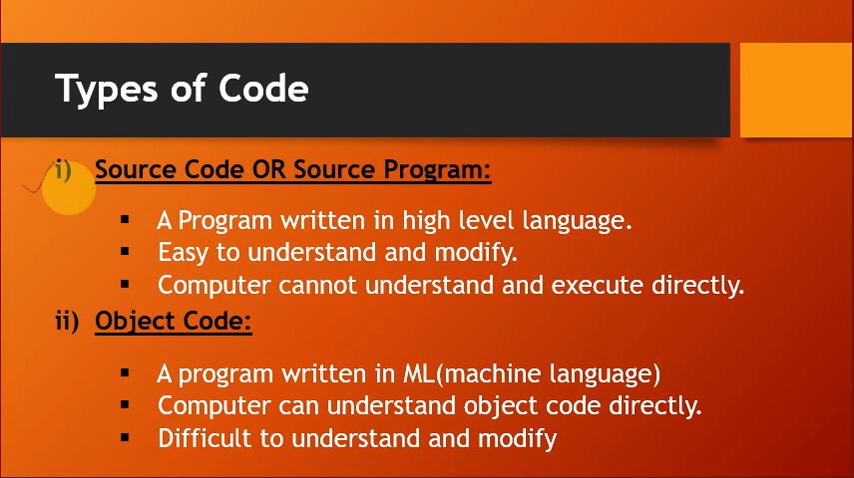 Types of Code
i) Source Code OR Source Program:
▪ A Program written in high level language.
▪ Easy to understand and modify.
▪ Computer cannot understand and execute directly.
ii) Object Code:
▪ A program written in ML(machine language)
▪ Computer can understand object code directly.
▪ Difficult to understand and modify